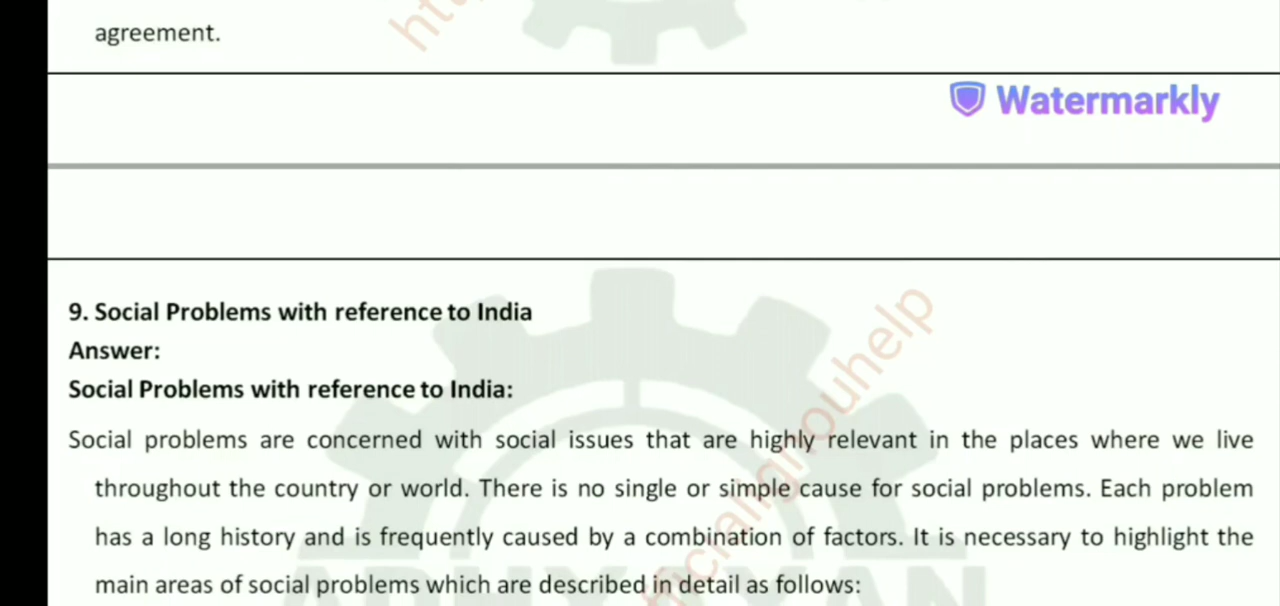 agreement.
Watermarkly
9. Social Problems with reference to India
Answer:
Social Problems with reference to India:
Social problems are concerned with social issues that are highly relevant in the places where we live
throughout the country or world. There is no single or simple cause for social problems. Each problem
has a long history and is frequently caused by a combination of factors. It is necessary to highlight the
main areas of social problems which are described in detail as follows: